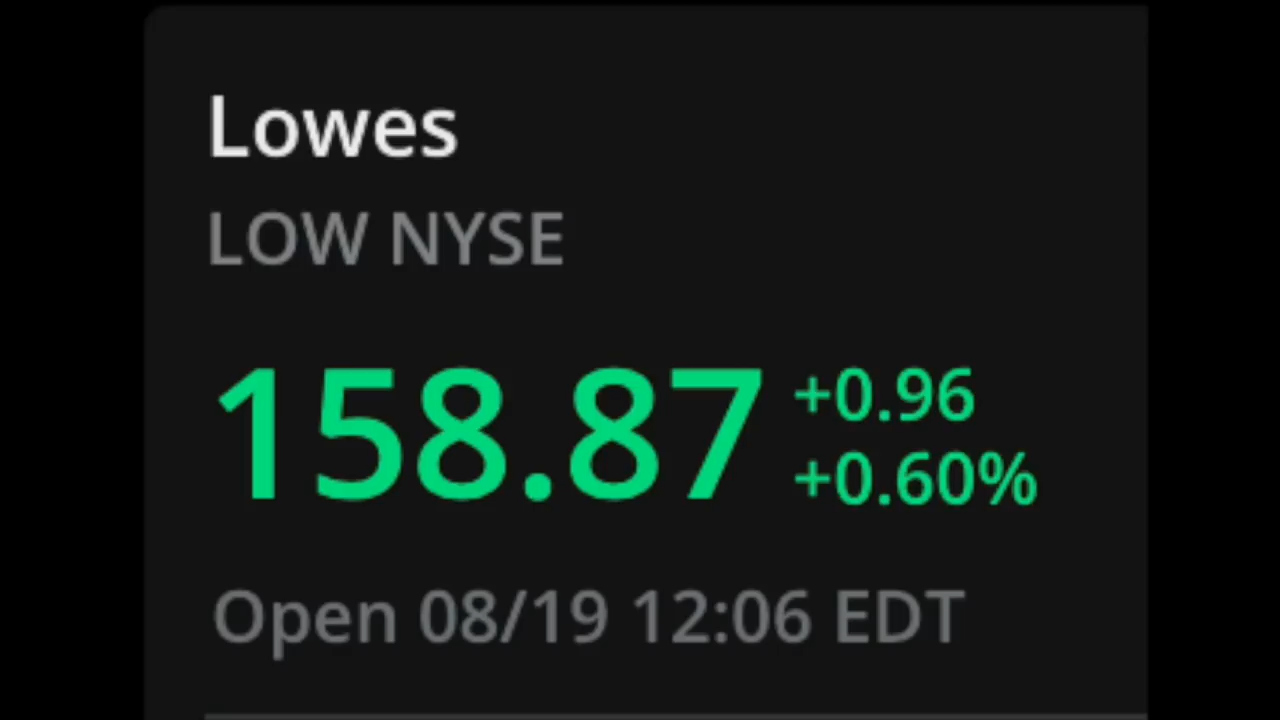 Lowes
LOW NYSE
158.87 +0.96
+0.60%
Open 08/19 12:06 EDT